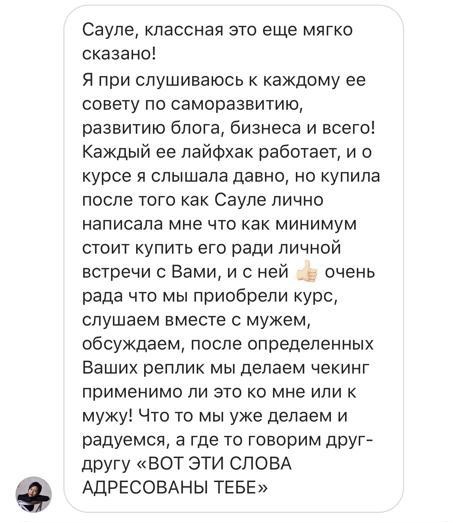 Сауле, классная это еще мягко
сказано!
Я при слушиваюсь к каждому ее
совету по саморазвитию,
развитию блога, бизнеса и всего!
Каждый ее лайфхак работает, и о
курсе я слышала давно, но купила
после того как Сауле лично
написала мне что как минимум
стоит купить его ради личной
встречи с Вами, и с ней 👍🏻 очень
рада что мы приобрели курс,
слушаем вместе с мужем,
обсуждаем, после определенных
Ваших реплик мы делаем чекинг
применимо ли это ко мне или к
мужу! Что то мы уже делаем и
радуемся, а где то говорим друг-
другу «ВОТ ЭТИ СЛОВА
АДРЕСОВАНЫ ТЕБЕ»